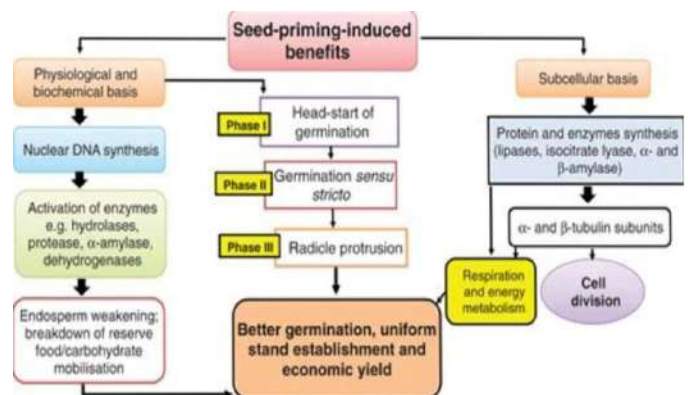 Seed-priming-induced
benefits
Physiological and
biochemical basis
Nuclear DNA synthesis
Activation of enzymes
e.g. hydrolases,
protease, α-amylase,
dehydrogenases
Endosperm weakening;
breakdown of reserve
food/carbohydrate
mobilisation
Phase I
Head-start of
germination
Phase II
Germination sensu
stricto
Phase III
Radicle protrusion
Better germination, uniform
stand establishment and
economic yield
Subcellular basis
Protein and enzymes synthesis
(lipases, isocitrate lyase, α- and
β-amylase)
α- and β-tubulin subunits
Respiration
and energy
metabolism
Cell
division